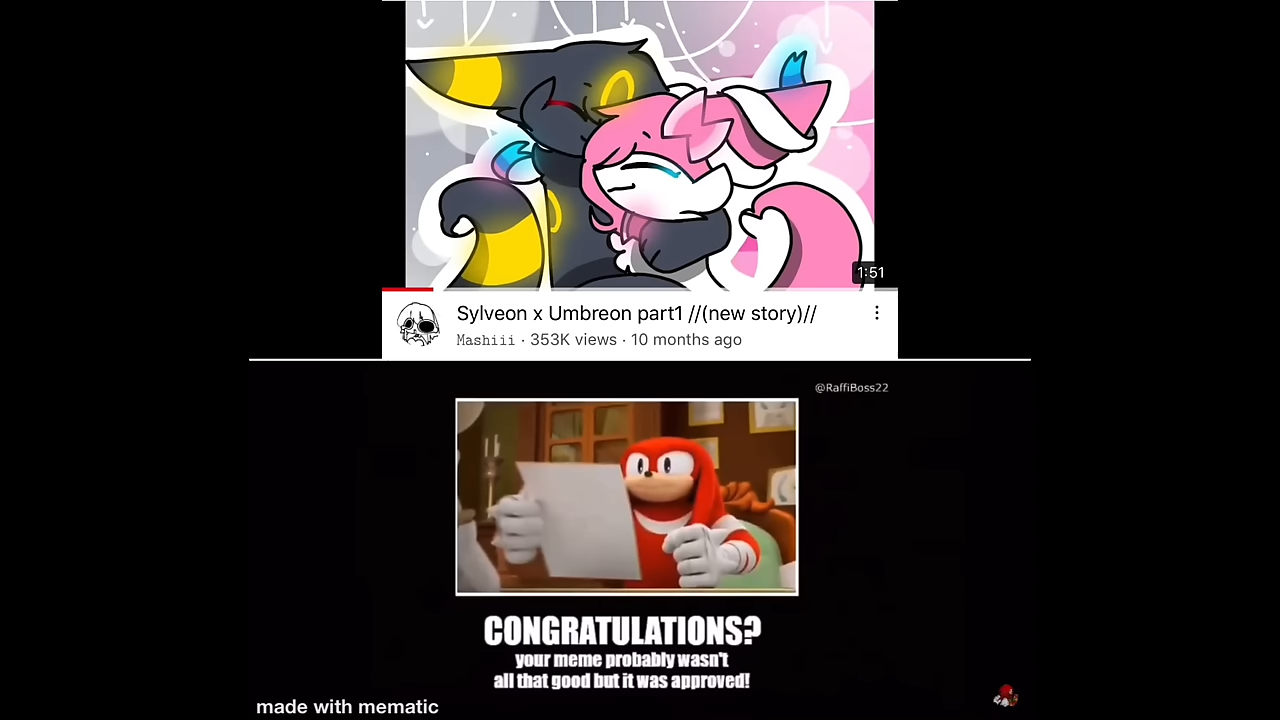 1:51
Sylveon x Umbreon part1 //(new story)//
Mashiii · 353K views · 10 months ago
@RaffiBoss22
CONGRATULATIONS?
your meme probably wasn't
all that good but it was approved!
made with mematic